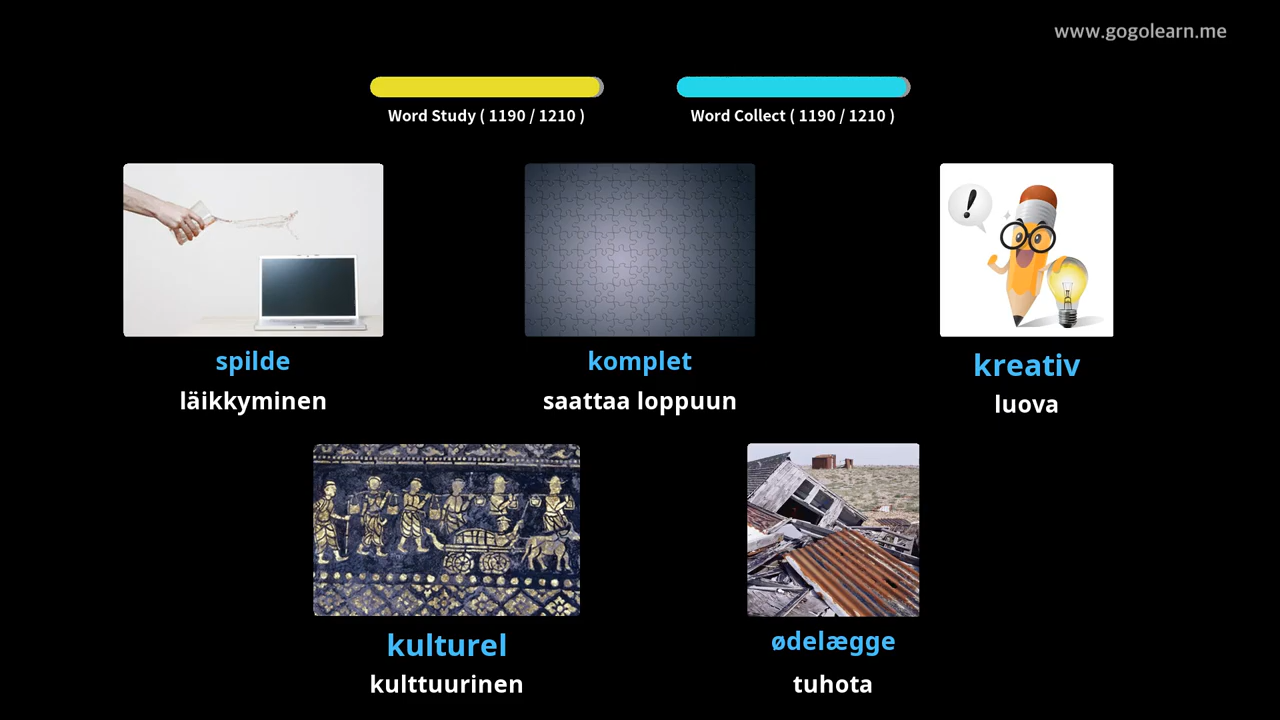 www.gogolearn.me
Word Study ( 1190 / 1210 )
Word Collect ( 1190 / 1210 )
spilde
läikkyminen
komplet
saattaa loppuun
!
kreativ
luova
kulturel
kulttuurinen
ødelægge
tuhota